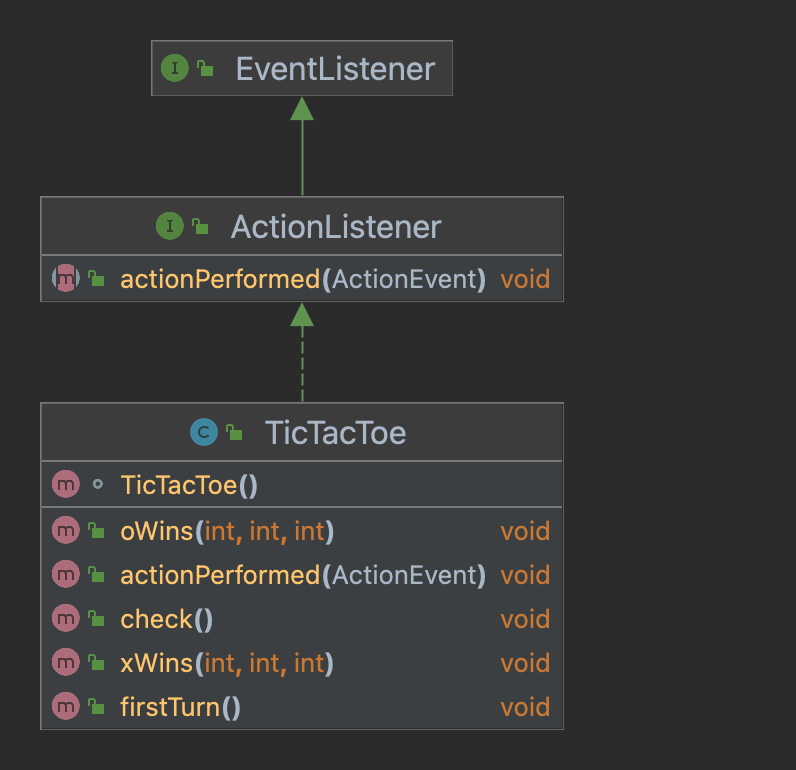 I EventListener
I ActionListener
m actionPerformed(ActionEvent) void
C TicTacToe
m TicTacToe()
m oWins(int, int, int) void
m actionPerformed(ActionEvent) void
m check() void
m xWins(int, int, int) void
m firstTurn() void